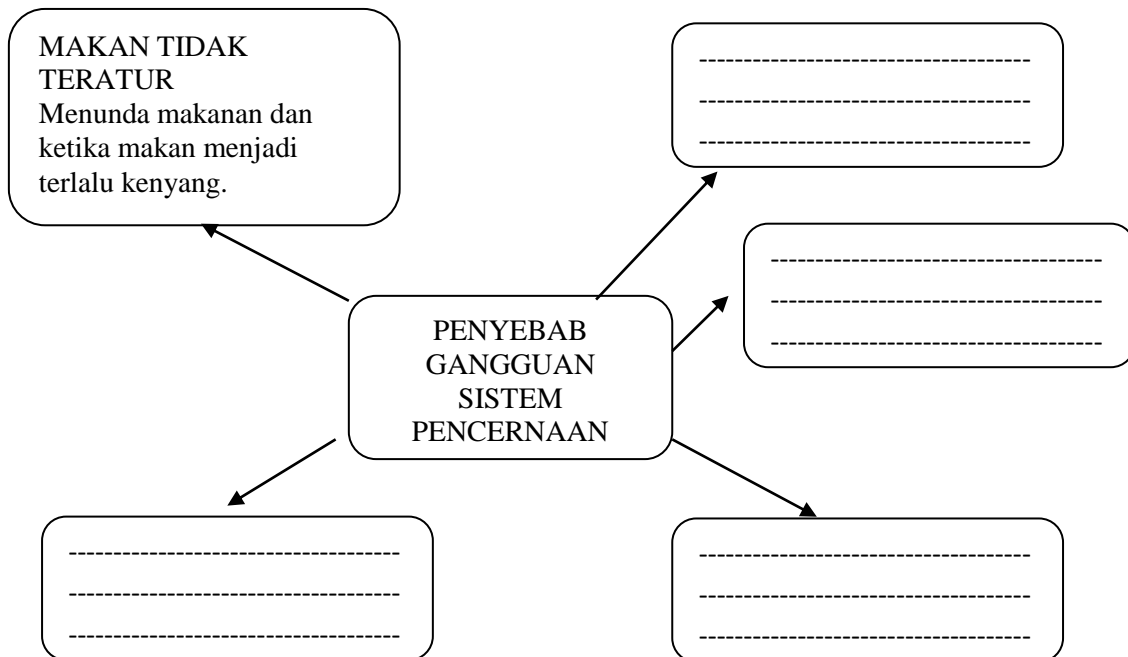 MAKAN TIDAK
TERATUR
Menunda makanan dan
ketika makan menjadi
terlalu kenyang.
-------------------------------------
-------------------------------------
-------------------------------------
-------------------------------------
-------------------------------------
-------------------------------------
PENYEBAB
GANGGUAN
SISTEM
PENCERNAAN
-------------------------------------
-------------------------------------
-------------------------------------
-------------------------------------
-------------------------------------
-------------------------------------